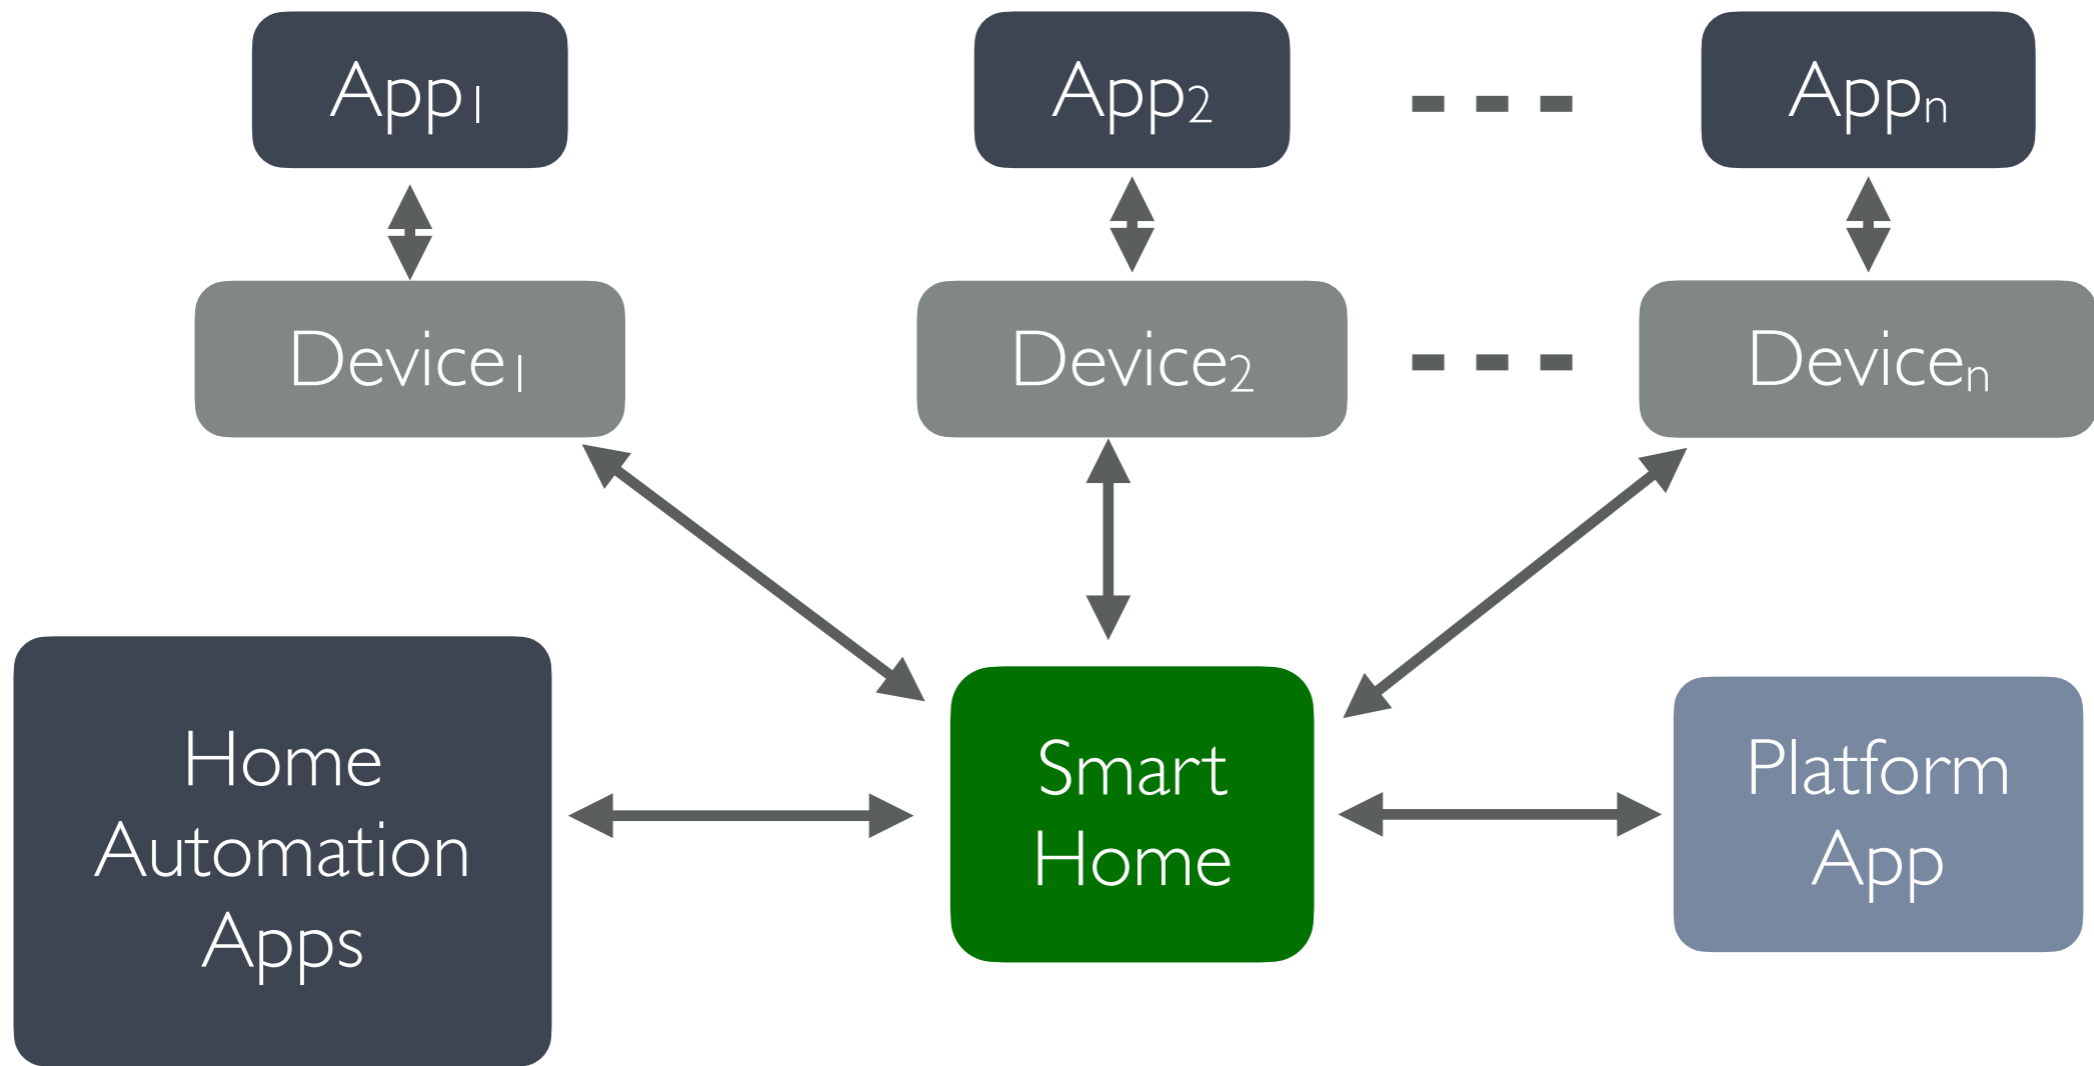 App₁
App₂
Appₙ
Device₁
Device₂
Deviceₙ
Home
Automation
Apps
Smart
Home
Platform
App